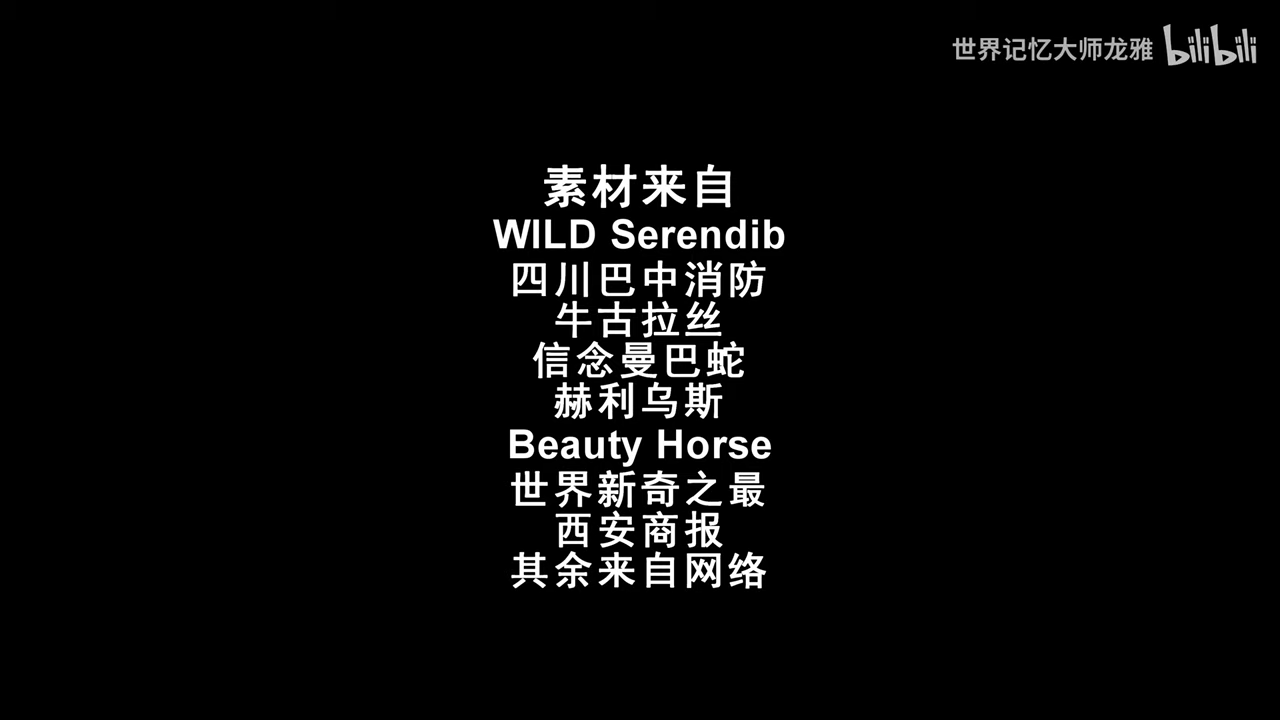 世界记忆大师龙雅 bilibili
素材来自
WILD Serendib
四川巴中消防
牛古拉丝
信念曼巴蛇
赫利乌斯
Beauty Horse
世界新奇之最
西安商报
其余来自网络